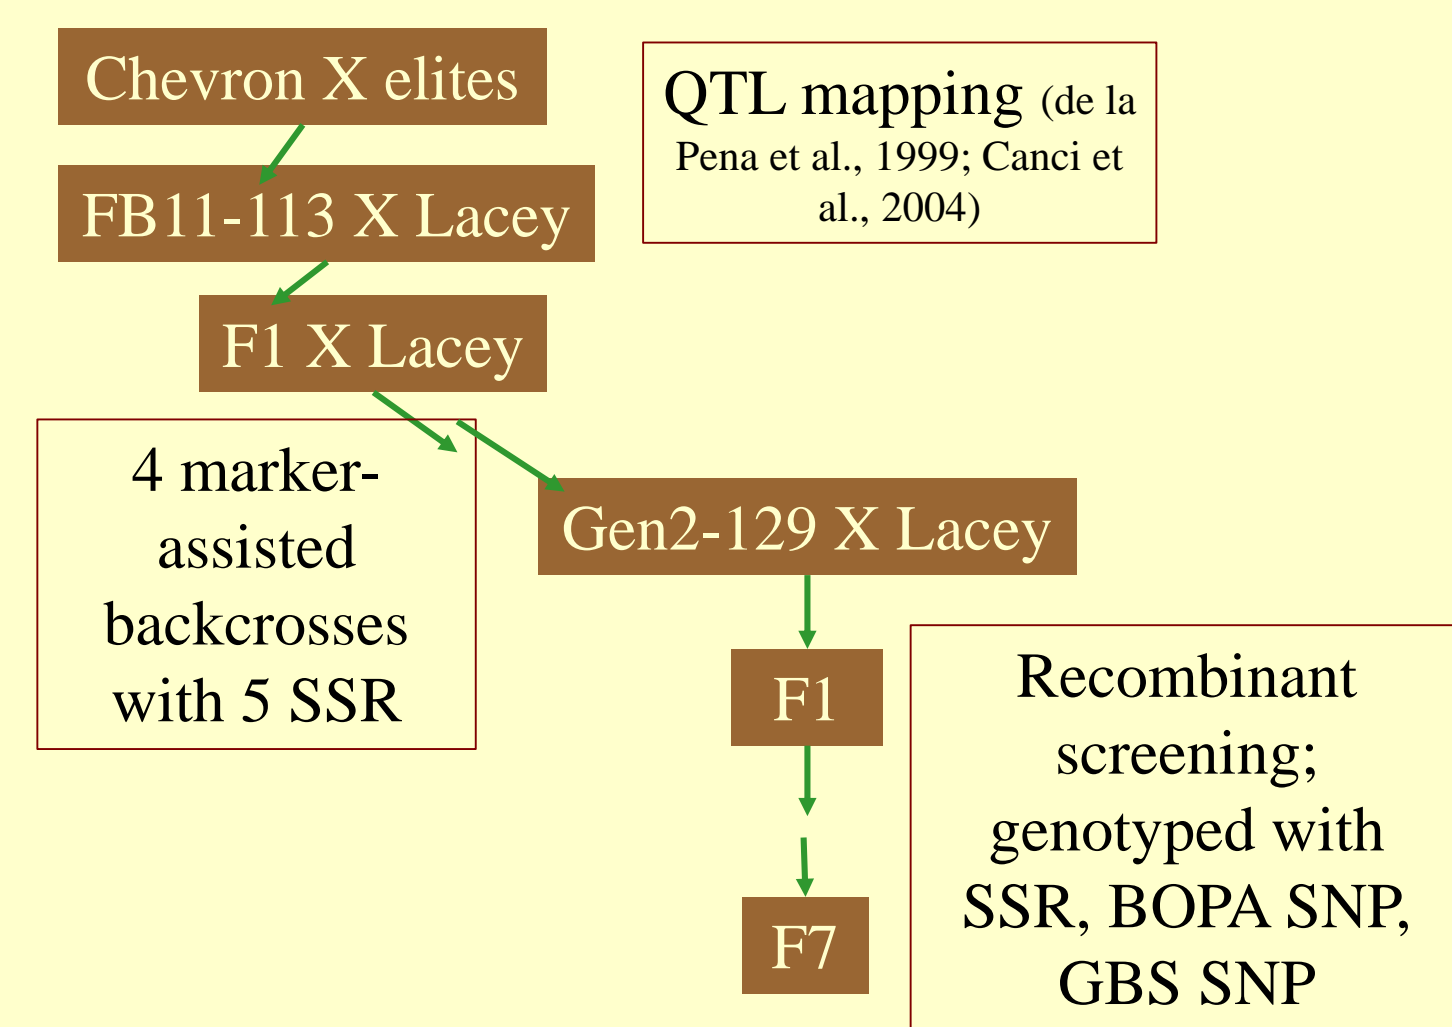 Chevron X elites
QTL mapping (de la
Pena et al., 1999; Canci et
al., 2004)
FB11-113 X Lacey
F1 X Lacey
4 marker-
assisted
backcrosses
with 5 SSR
Gen2-129 X Lacey
F1
Recombinant
screening;
genotyped with
SSR, BOPA SNP,
GBS SNP
F7